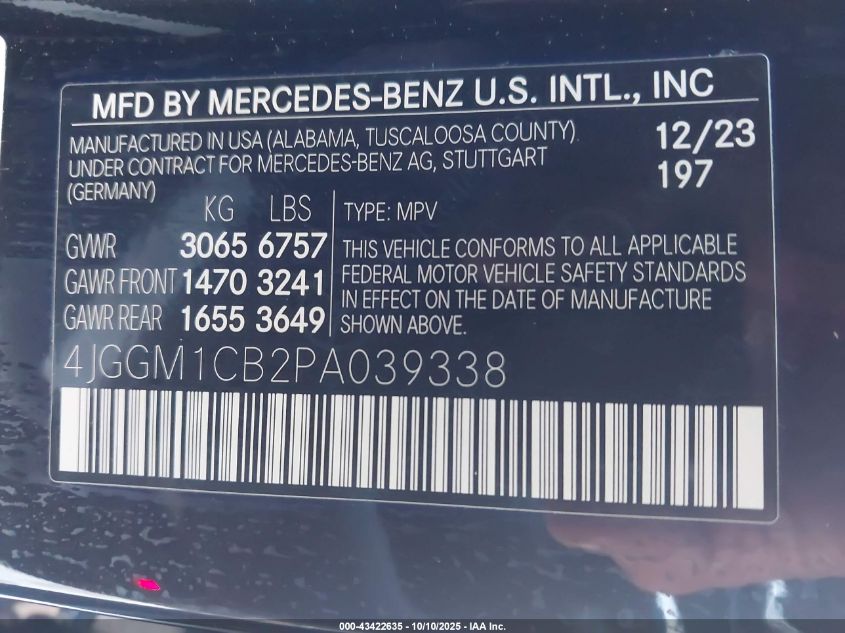 MFD BY MERCEDES-BENZ U.S. INTL., INC
MANUFACTURED IN USA (ALABAMA, TUSCALOOSA COUNTY). 12/23
UNDER CONTRACT FOR MERCEDES-BENZ AG, STUTTGART 197
(GERMANY)
KG LBS
GVWR 3065 6757
GAWR FRONT 1470 3241
GAWR REAR 1655 3649
TYPE: MPV
THIS VEHICLE CONFORMS TO ALL APPLICABLE
FEDERAL MOTOR VEHICLE SAFETY STANDARDS
IN EFFECT ON THE DATE OF MANUFACTURE
SHOWN ABOVE.
4JGGM1CB2PA039338
000-43422635 - 10/10/2025 - IAA Inc.